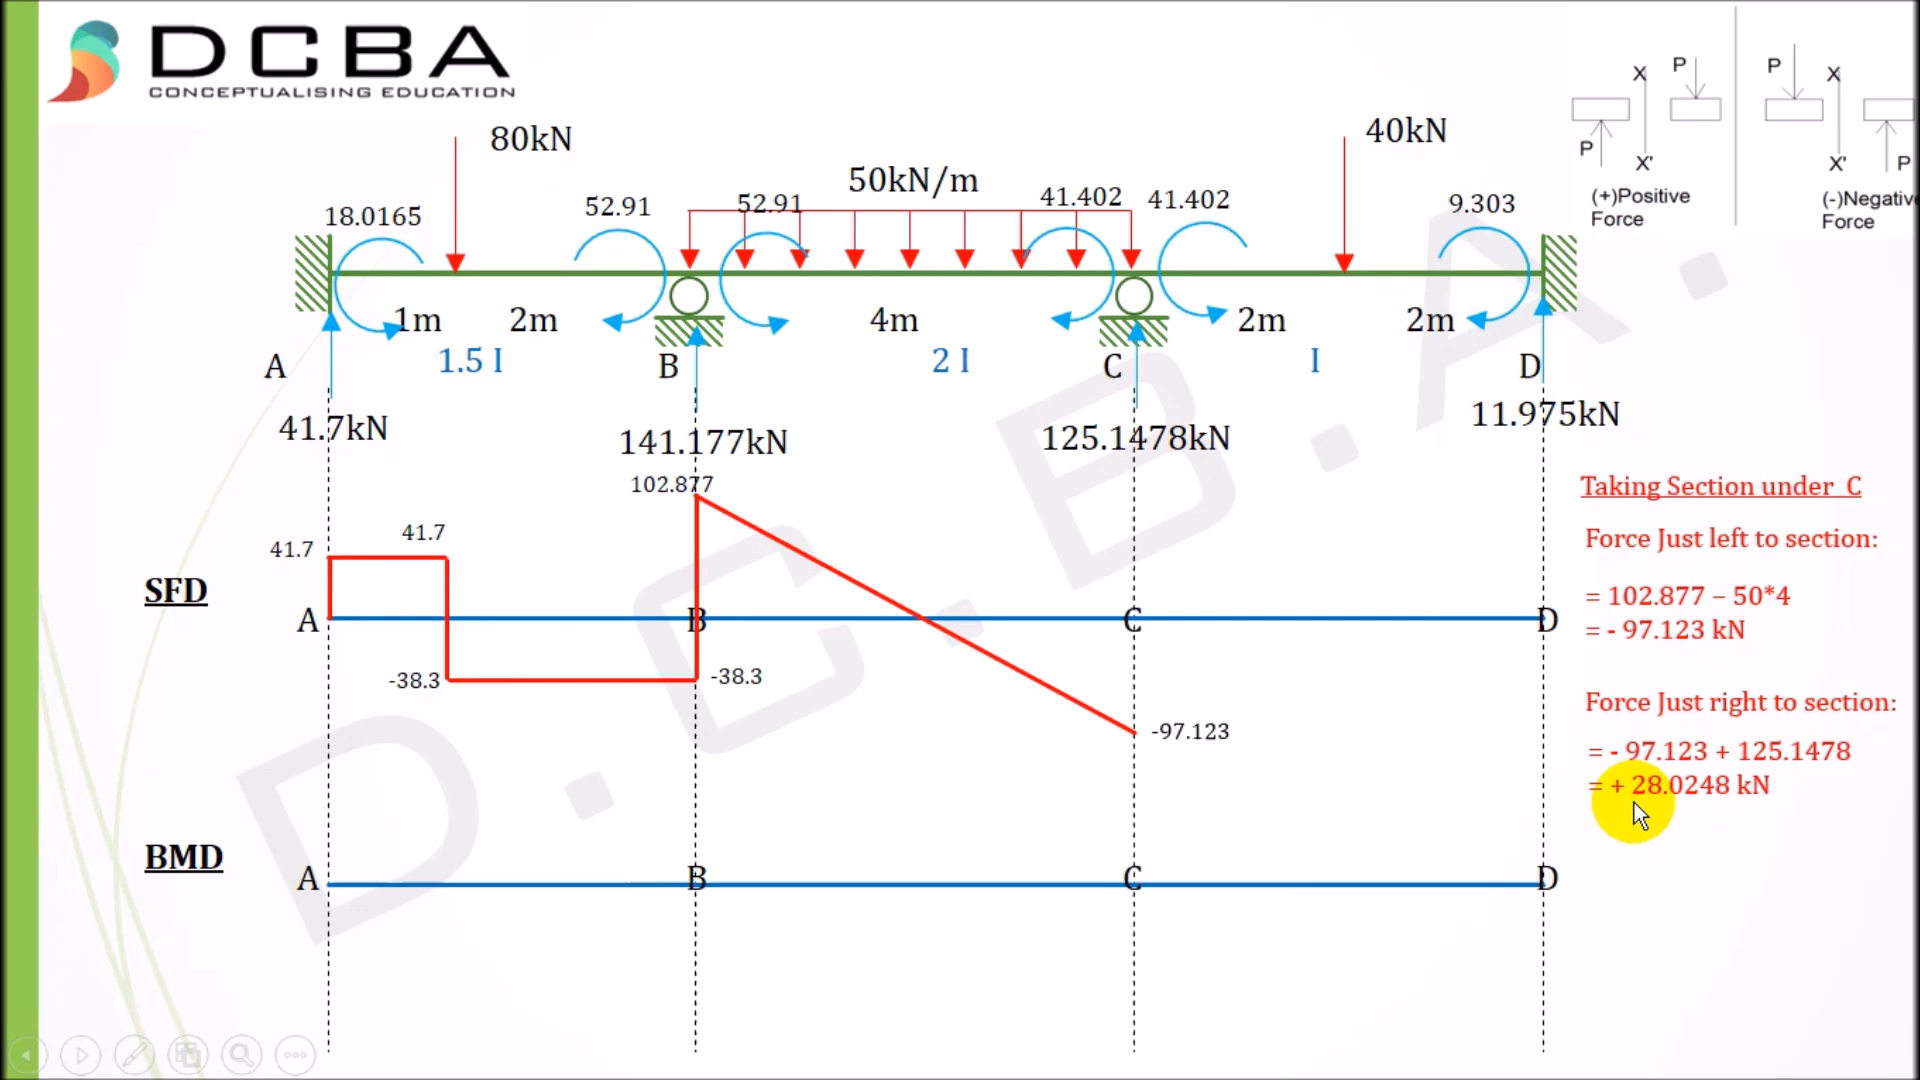 DCBA
CONCEPTUALISING EDUCATION
80kN
40kN
50kN/m
18.0165
52.91
52.91
41.402
41.402
9.303
X P
P X
P
X'
X' P
(+)Positive
Force
(-)Negative
Force
1m
2m
4m
2m
2m
A
1.5 I
B
2 I
C
I
D
41.7kN
141.177kN
125.1478kN
11.975kN
102.877
41.7
41.7
SFD
A
B
C
D
-38.3
-38.3
-97.123
Taking Section under C
Force Just left to section:
= 102.877 – 50*4
= - 97.123 kN
Force Just right to section:
= - 97.123 + 125.1478
= + 28.0248 kN
BMD
A
B
C
D
D.C.B.A.